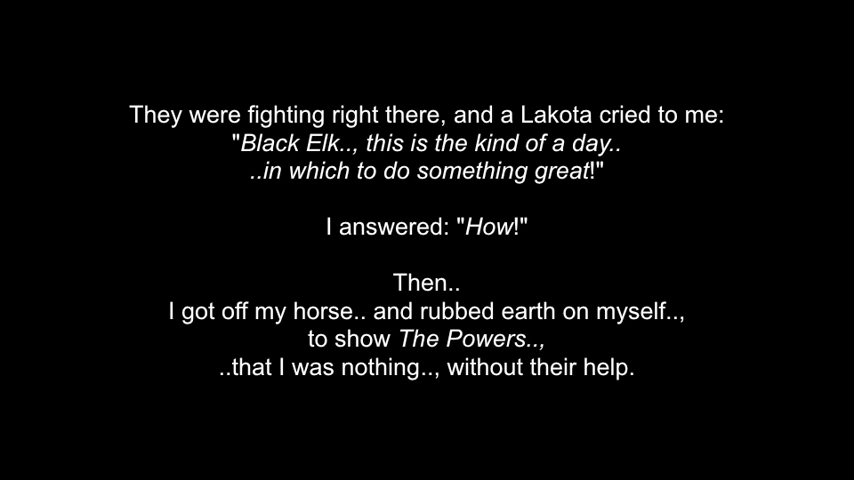 They were fighting right there, and a Lakota cried to me:
"Black Elk.., this is the kind of a day..
..in which to do something great!"
I answered: "How!"
Then..
I got off my horse.. and rubbed earth on myself..,
to show The Powers..,
..that I was nothing.., without their help.